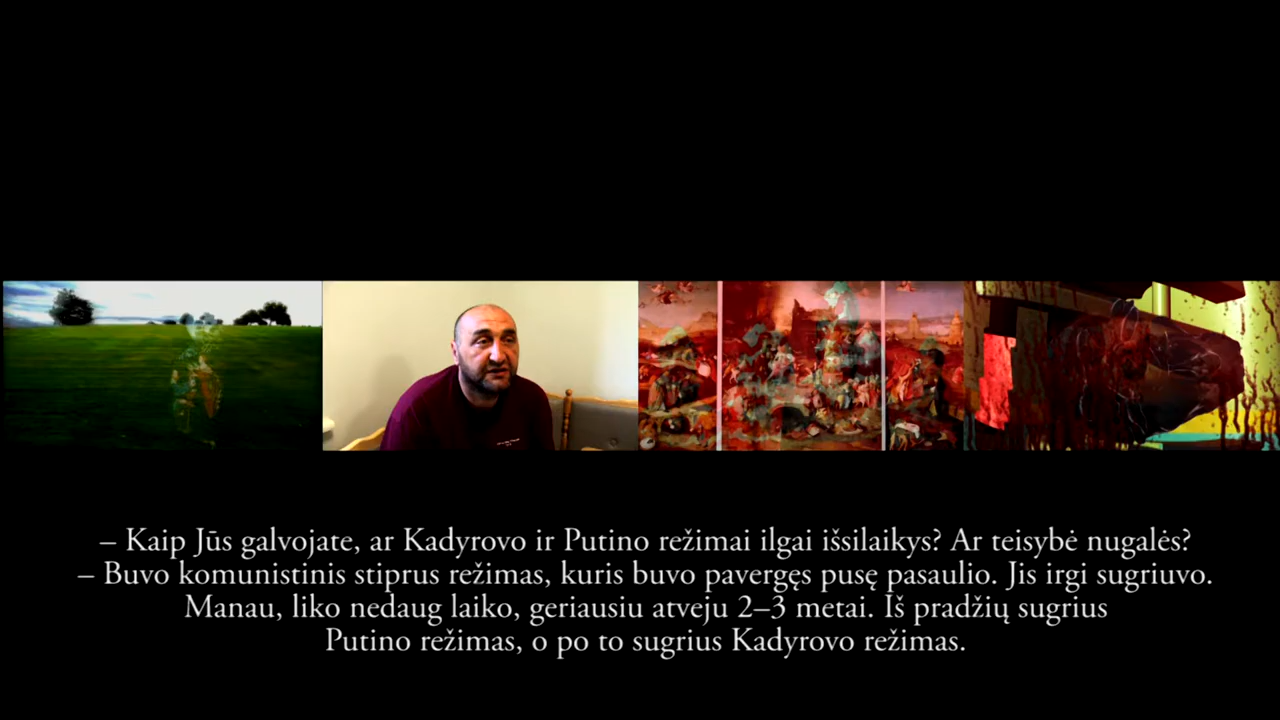 – Kaip Jūs galvojate, ar Kadyrovo ir Putino režimai ilgai išsilaikys? Ar teisybė nugalės?
– Buvo komunistinis stiprus režimas, kuris buvo pavergęs pusę pasaulio. Jis irgi sugriuvo.
Manau, liko nedaug laiko, geriausiu atveju 2–3 metai. Iš pradžių sugrius
Putino režimas, o po to sugrius Kadyrovo režimas.